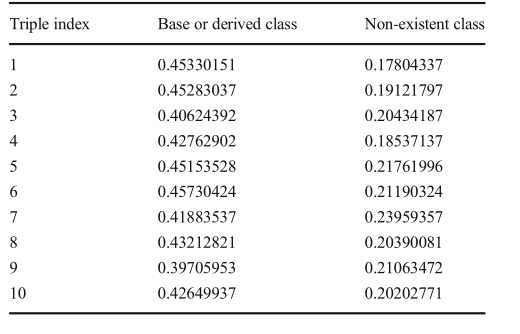 Triple index Base or derived class Non-existent class
1 0.45330151 0.17804337
2 0.45283037 0.19121797
3 0.40624392 0.20434187
4 0.42762902 0.18537137
5 0.45153528 0.21761996
6 0.45730424 0.21190324
7 0.41883537 0.23959357
8 0.43212821 0.20390081
9 0.39705953 0.21063472
10 0.42649937 0.20202771